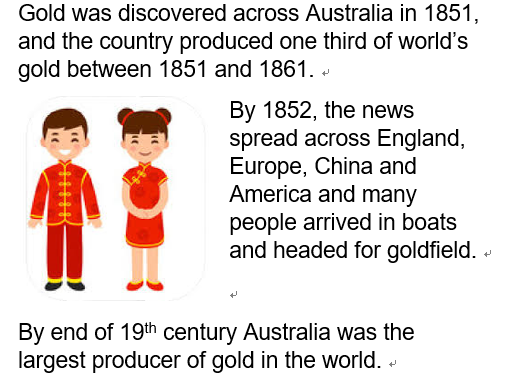 Gold was discovered across Australia in 1851,
and the country produced one third of world’s
gold between 1851 and 1861.
By 1852, the news
spread across England,
Europe, China and
America and many
people arrived in boats
and headed for goldfield.
By end of 19th century Australia was the
largest producer of gold in the world.